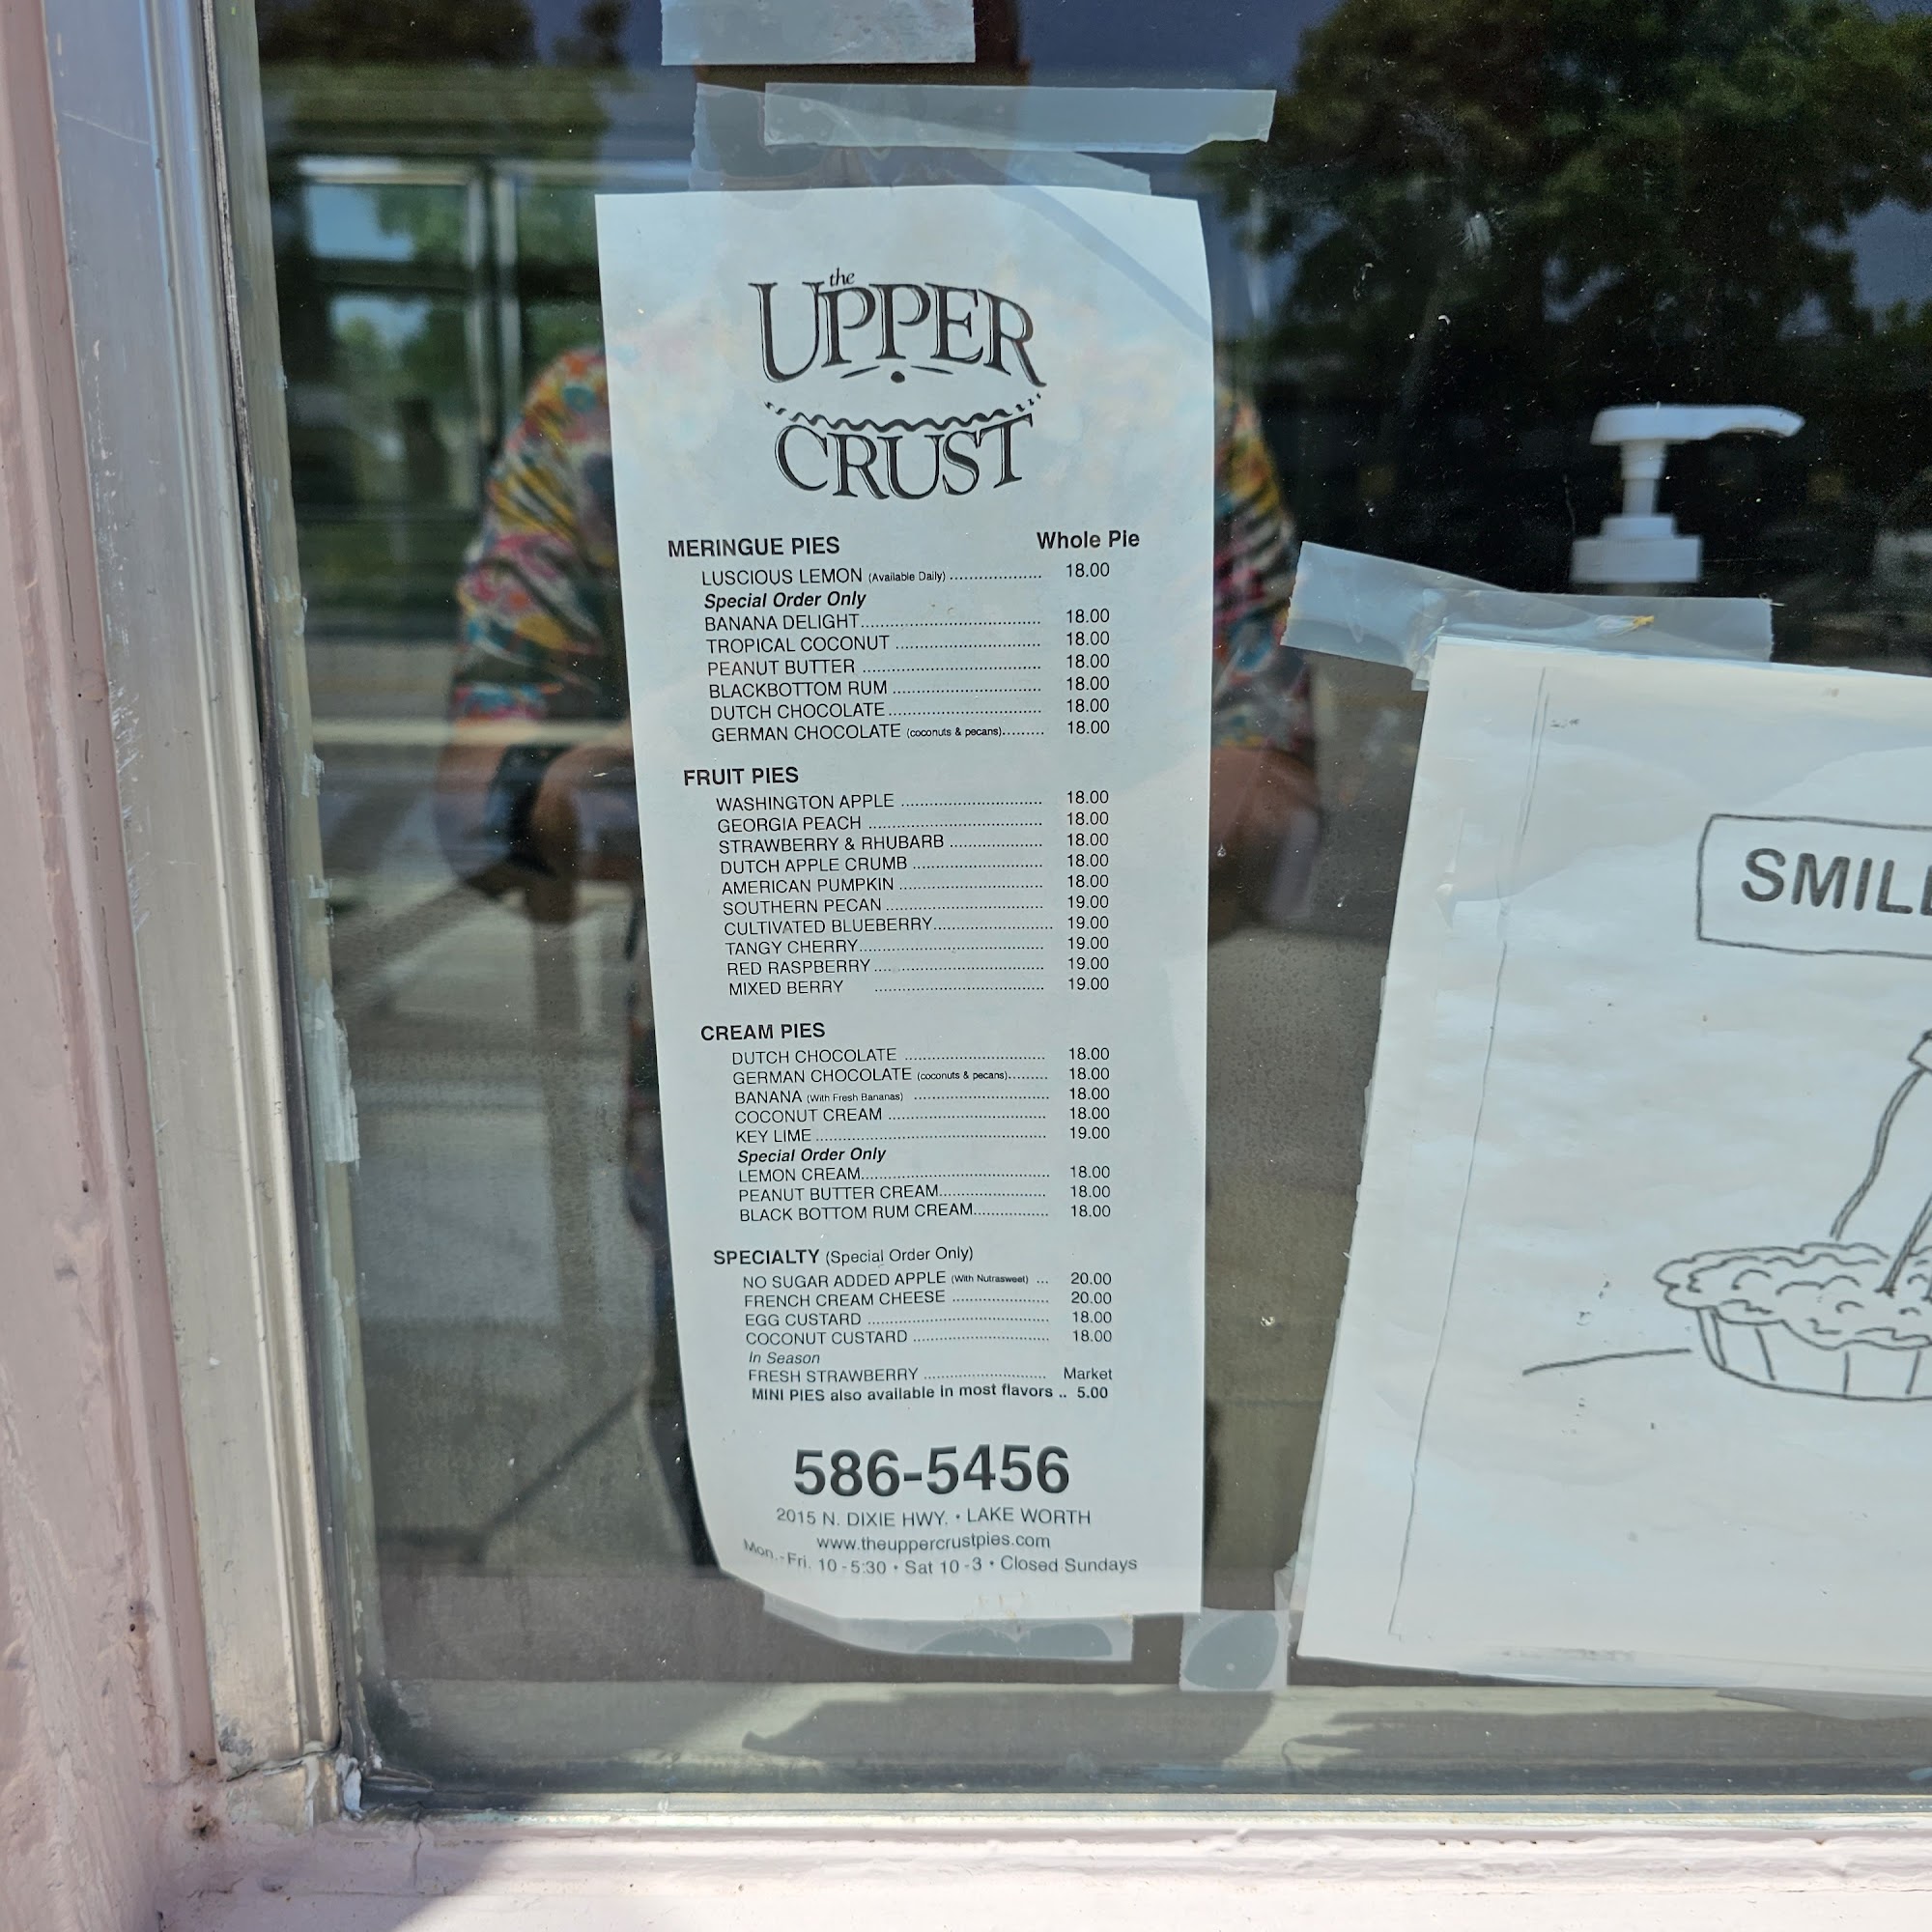 the
UPPER
CRUST
MERINGUE PIES Whole Pie
LUSCIOUS LEMON (Available Daily) ................... 18.00
Special Order Only
BANANA DELIGHT...................................... 18.00
TROPICAL COCONUT .............................. 18.00
PEANUT BUTTER ..................................... 18.00
BLACKBOTTOM RUM ............................... 18.00
DUTCH CHOCOLATE................................ 18.00
GERMAN CHOCOLATE (coconuts & pecans)......... 18.00
FRUIT PIES
WASHINGTON APPLE .............................. 18.00
GEORGIA PEACH ..................................... 18.00
STRAWBERRY & RHUBARB .................... 18.00
DUTCH APPLE CRUMB ............................ 18.00
AMERICAN PUMPKIN ............................... 18.00
SOUTHERN PECAN ................................. 19.00
CULTIVATED BLUEBERRY......................... 19.00
TANGY CHERRY....................................... 19.00
RED RASPBERRY .................................... 19.00
MIXED BERRY .................................... 19.00
CREAM PIES
DUTCH CHOCOLATE .............................. 18.00
GERMAN CHOCOLATE (coconuts & pecans)......... 18.00
BANANA (With Fresh Bananas) ............................. 18.00
COCONUT CREAM .................................. 18.00
KEY LIME ................................................. 19.00
Special Order Only
LEMON CREAM........................................ 18.00
PEANUT BUTTER CREAM....................... 18.00
BLACK BOTTOM RUM CREAM................ 18.00
SPECIALTY (Special Order Only)
NO SUGAR ADDED APPLE (With Nutrasweet) ... 20.00
FRENCH CREAM CHEESE ..................... 20.00
EGG CUSTARD ....................................... 18.00
COCONUT CUSTARD ............................. 18.00
In Season
FRESH STRAWBERRY .......................... Market
MINI PIES also available in most flavors .. 5.00
586-5456
2015 N. DIXIE HWY. • LAKE WORTH
www.theuppercrustpies.com
Mon.-Fri. 10 - 5:30 • Sat 10 -3 • Closed Sundays